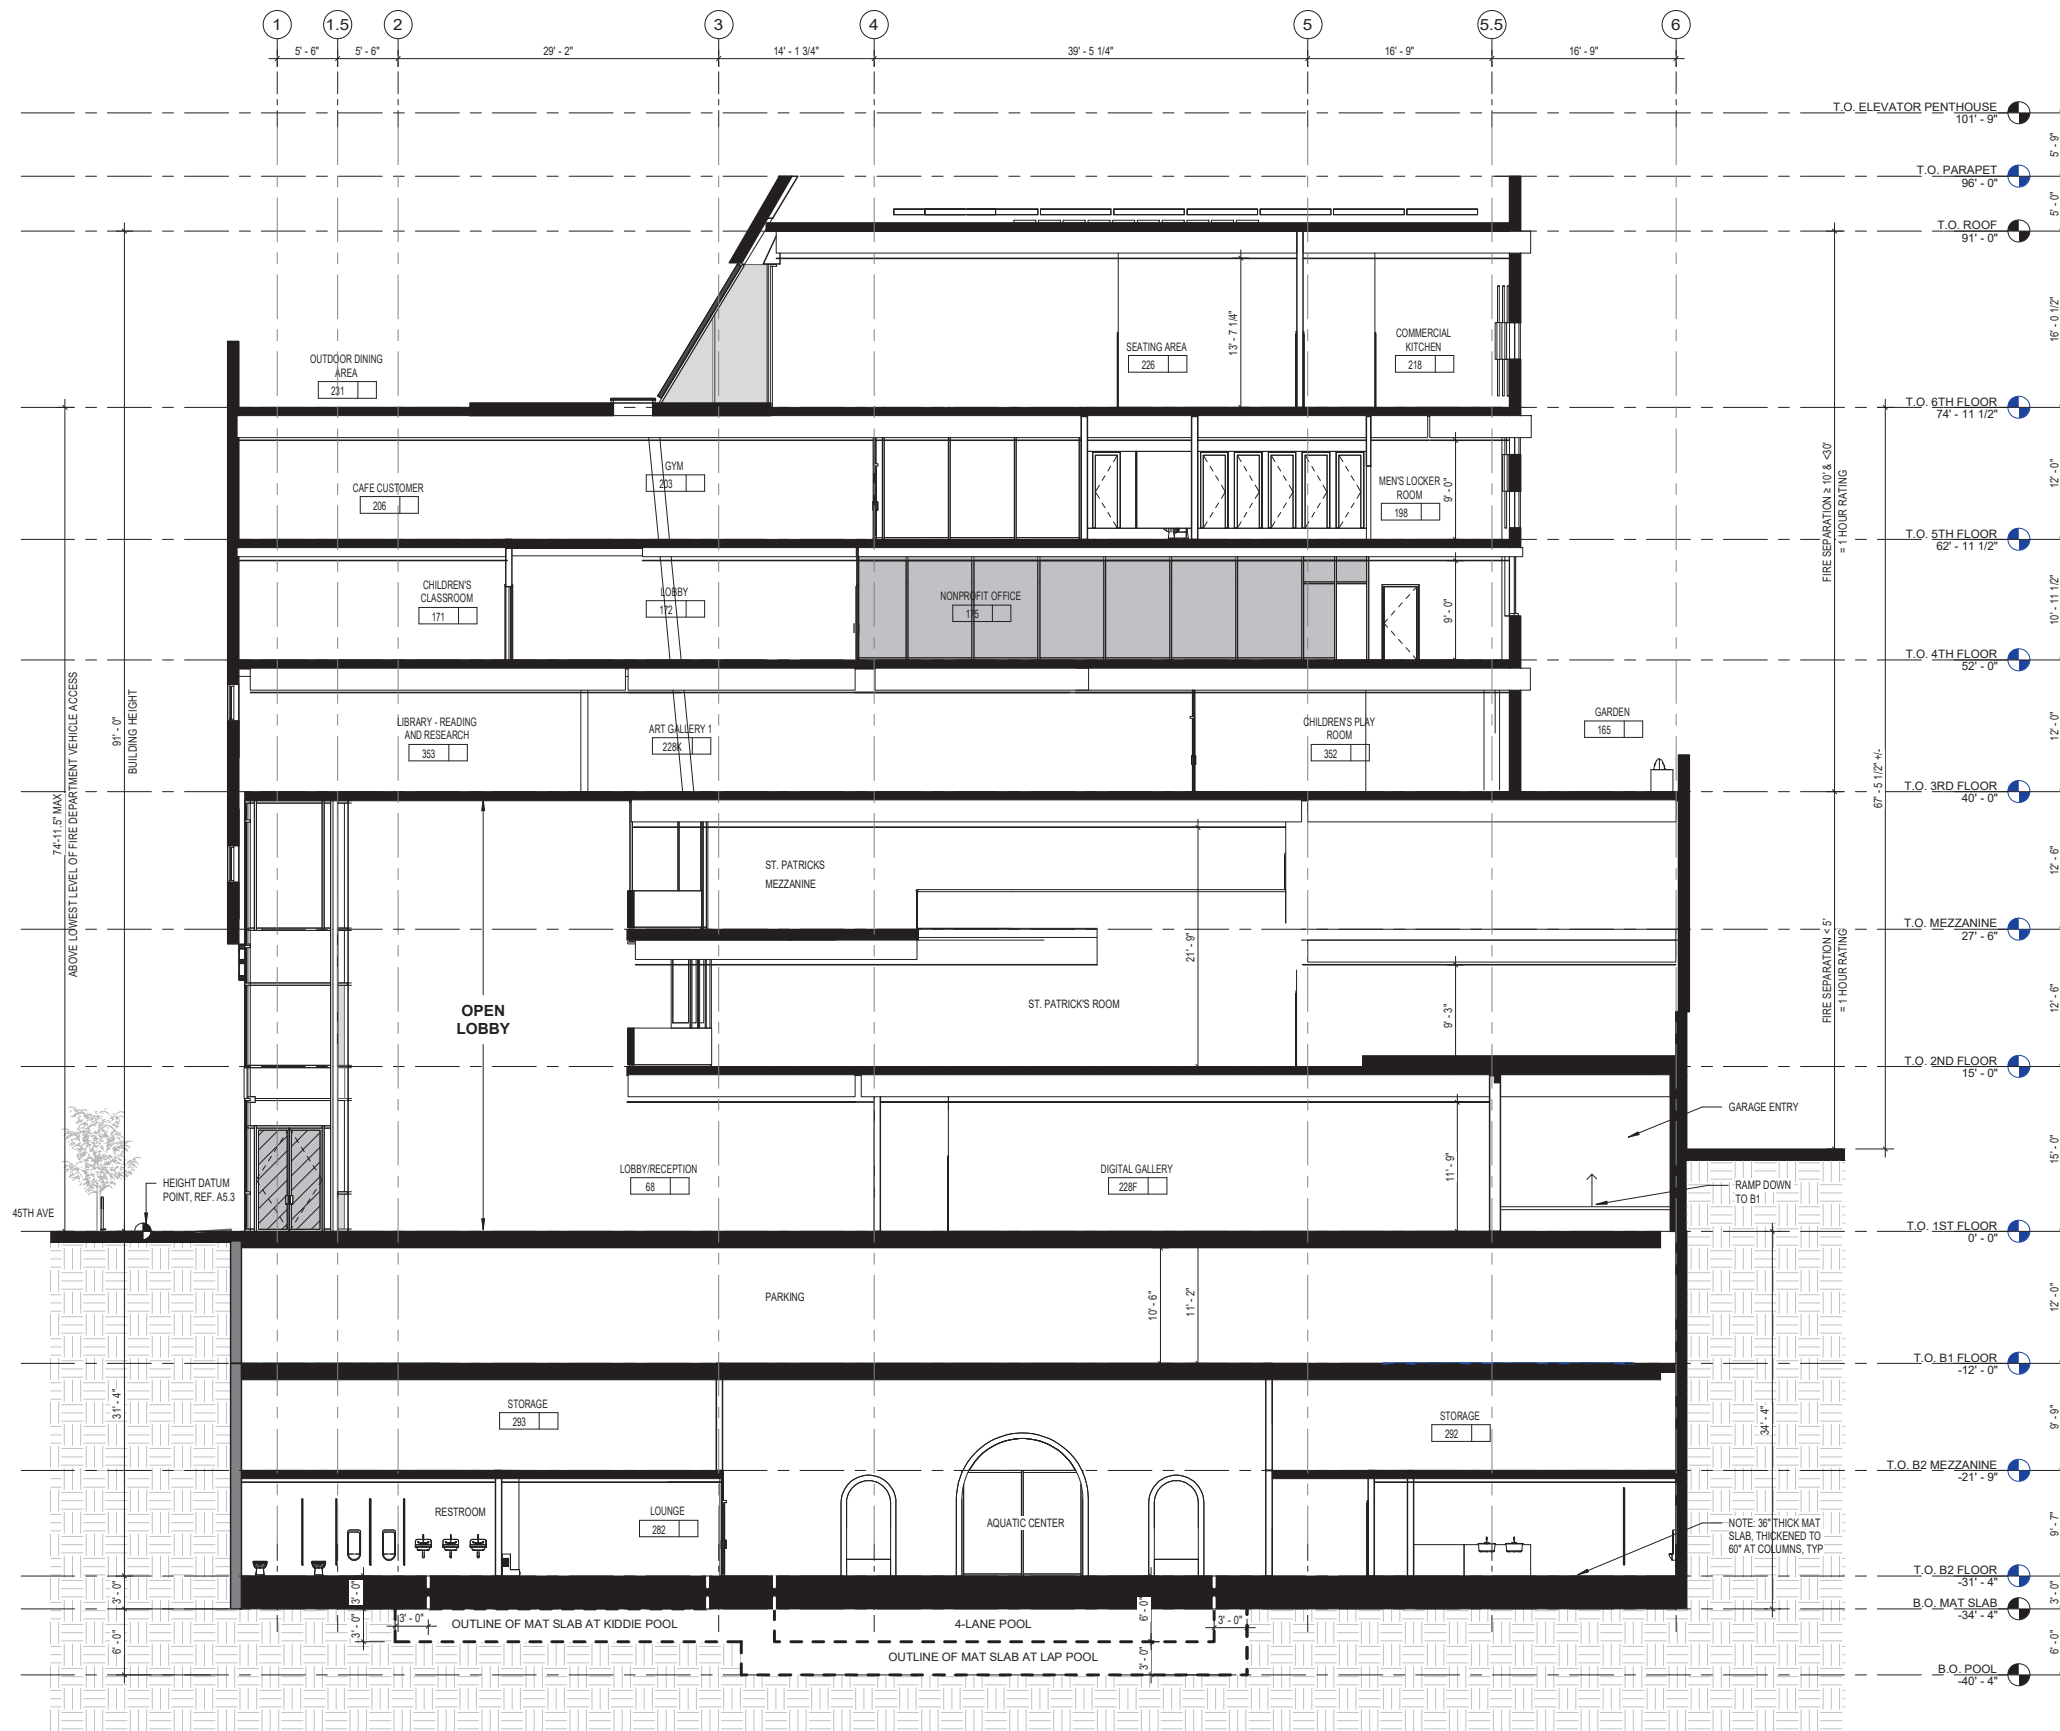 1
1.5
2
3
4
5
5.5
6
5' - 6"
5' - 6"
29' - 2"
14' - 1 3/4"
39' - 5 1/4"
16' - 9"
16' - 9"
T.O. ELEVATOR PENTHOUSE
101' - 9"
5' - 9"
T.O. PARAPET
96' - 0"
5' - 0"
T.O. ROOF
91' - 0"
16' - 0 1/2"
OUTDOOR DINING
AREA
231
SEATING AREA
226
13' - 7 1/4"
COMMERCIAL
KITCHEN
218
T.O. 6TH FLOOR
74' - 11 1/2"
12' - 0"
CAFE CUSTOMER
206
GYM
203
MEN'S LOCKER
ROOM
198
9' - 0"
FIRE SEPARATION ≥ 10' & <30'
= 1 HOUR RATING
T.O. 5TH FLOOR
62' - 11 1/2"
10' - 11 1/2"
CHILDREN'S
CLASSROOM
171
LOBBY
172
NONPROFIT OFFICE
175
9' - 0"
T.O. 4TH FLOOR
52' - 0"
12' - 0"
74'-11.5" MAX
ABOVE LOWEST LEVEL OF FIRE DEPARTMENT VEHICLE ACCESS
91' - 0"
BUILDING HEIGHT
LIBRARY - READING
AND RESEARCH
353
ART GALLERY 1
228K
CHILDREN'S PLAY
ROOM
352
GARDEN
165
67' - 5 1/2" +/-
T.O. 3RD FLOOR
40' - 0"
12' - 6"
ST. PATRICKS
MEZZANINE
21' - 9"
FIRE SEPARATION < 5'
= 1 HOUR RATING
T.O. MEZZANINE
27' - 6"
12' - 6"
OPEN
LOBBY
ST. PATRICK'S ROOM
9' - 3"
T.O. 2ND FLOOR
15' - 0"
15' - 0"
GARAGE ENTRY
LOBBY/RECEPTION
68
DIGITAL GALLERY
228F
11' - 9"
RAMP DOWN
TO B1
HEIGHT DATUM
POINT, REF. A5.3
45TH AVE
T.O. 1ST FLOOR
0' - 0"
12' - 0"
PARKING
10' - 6"
11' - 2"
T.O. B1 FLOOR
-12' - 0"
9' - 9"
31' - 4"
STORAGE
293
STORAGE
292
34' - 4"
T.O. B2 MEZZANINE
-21' - 9"
9' - 7"
RESTROOM
LOUNGE
282
AQUATIC CENTER
NOTE: 36" THICK MAT
SLAB, THICKENED TO
60" AT COLUMNS, TYP
T.O. B2 FLOOR
-31' - 4"
3' - 0"
3' - 0"
3' - 0"
B.O. MAT SLAB
-34' - 4"
6' - 0"
6' - 0"
3' - 0"
3' - 0"
OUTLINE OF MAT SLAB AT KIDDIE POOL
4-LANE POOL
6' - 0"
3' - 0"
OUTLINE OF MAT SLAB AT LAP POOL
3' - 0"
B.O. POOL
-40' - 4"